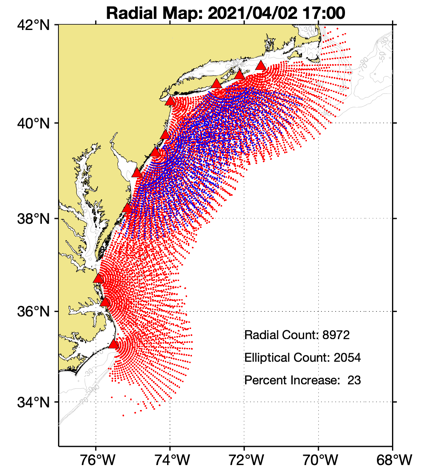 Radial Map: 2021/04/02 17:00
42°N
40°N
38°N
36°N
34°N
Radial Count: 8972
Elliptical Count: 2054
Percent Increase: 23
76°W 74°W 72°W 70°W 68°W